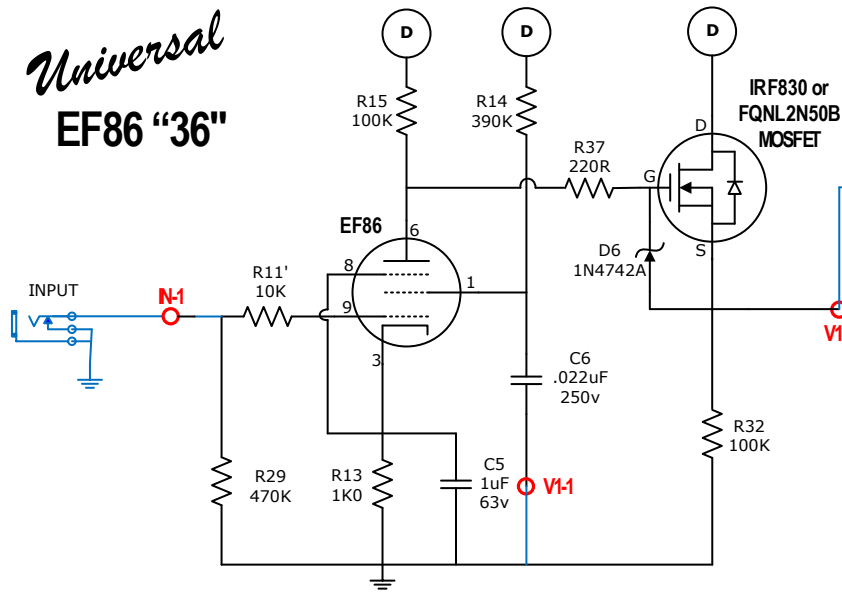 Universal
EF86 “36"
D
D
D
R15
100K
R14
390K
IRF830 or
FQNL2N50B
MOSFET
D
R37
220R
G
S
EF86
6
8
1
9
3
D6
1N4742A
R11'
10K
INPUT
IN-1
V1
C6
.022uF
250v
R32
100K
R29
470K
R13
1K0
C5
1uF
63v
V1-1